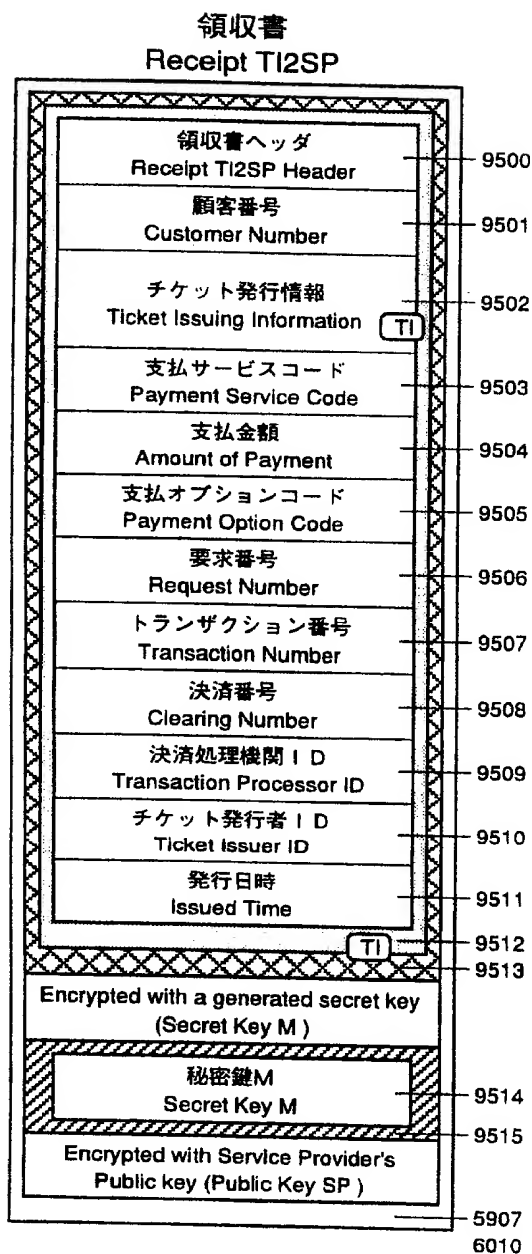 領収書
Receipt TI2SP
領収書ヘッダ
Receipt TI2SP Header
9500
顧客番号
Customer Number
9501
チケット発行情報
Ticket Issuing Information
TI
9502
支払サービスコード
Payment Service Code
9503
支払金額
Amount of Payment
9504
支払オプションコード
Payment Option Code
9505
要求番号
Request Number
9506
トランザクション番号
Transaction Number
9507
決済番号
Clearing Number
9508
決済処理機関ID
Transaction Processor ID
9509
チケット発行者ID
Ticket Issuer ID
9510
発行日時
Issued Time
9511
TI
9512
9513
Encrypted with a generated secret key
(Secret Key M )
秘密鍵M
Secret Key M
9514
9515
Encrypted with Service Provider's
Public key (Public Key SP )
5907
6010